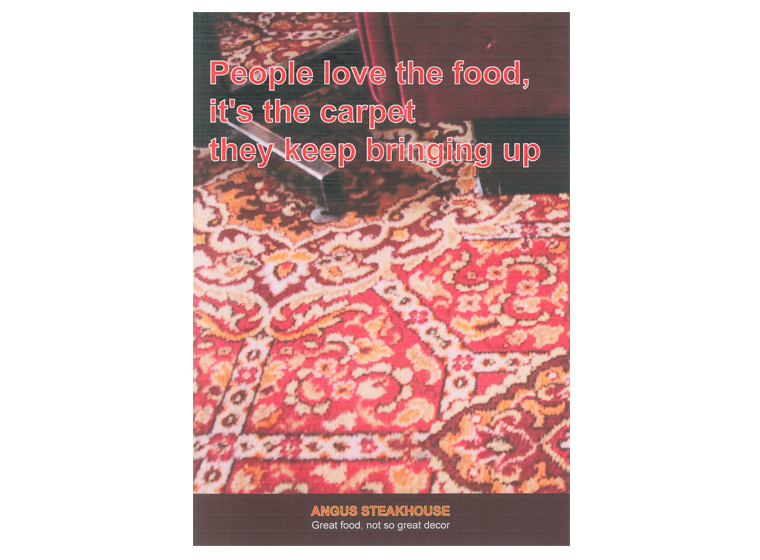 People love the food,
it's the carpet
they keep bringing up
ANGUS STEAKHOUSE
Great food, not so great decor